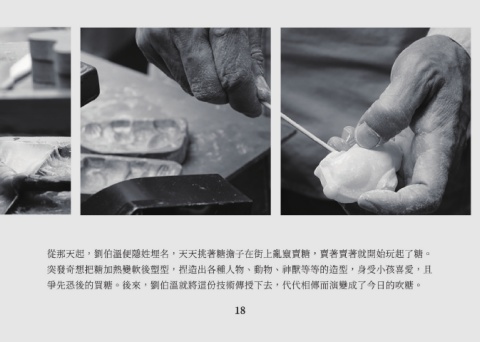 從那天起，劉伯溫便隱姓埋名，天天挑著糖擔子在街上亂竄賣糖，賣著賣著就開始玩起了糖。
突發奇想把糖加熱變軟後塑型，捏造出各種人物、動物、神獸等等的造型，身受小孩喜愛，且
爭先恐後的買糖。後來，劉伯溫就將這份技術傳授下去，代代相傳而演變成了今日的吹糖。
18